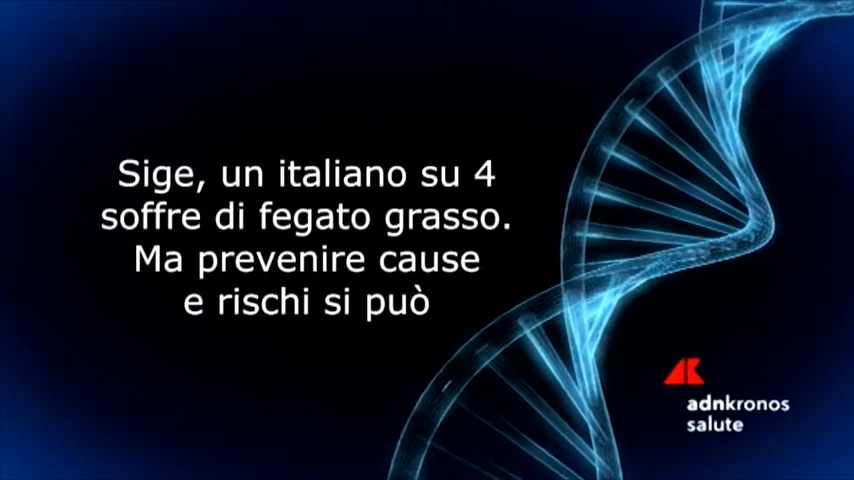 Sige, un italiano su 4
soffre di fegato grasso.
Ma prevenire cause
e rischi si può
adnkronos
salute